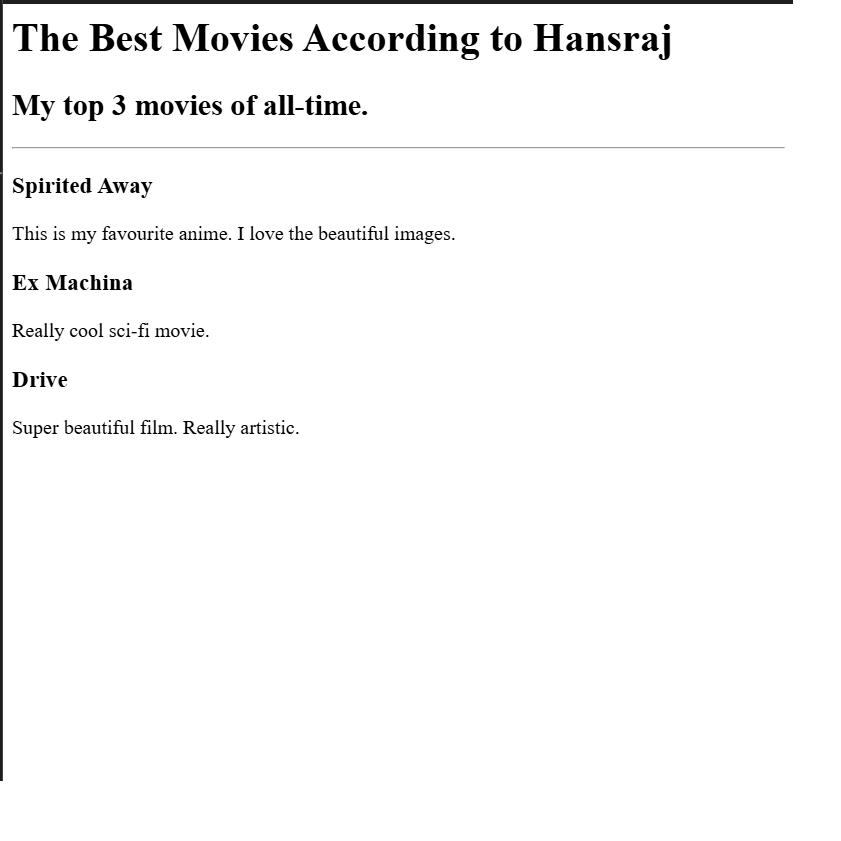 The Best Movies According to Hansraj
My top 3 movies of all-time.
Spirited Away
This is my favourite anime. I love the beautiful images.
Ex Machina
Really cool sci-fi movie.
Drive
Super beautiful film. Really artistic.